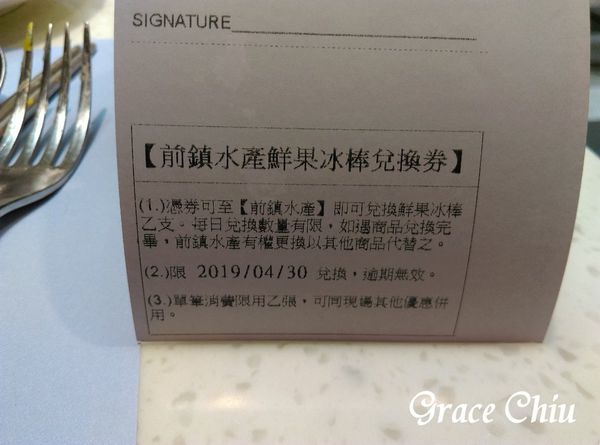 SIGNATURE
【前鎮水產鮮果冰棒兌換券】
(1.)憑券可至【前鎮水產】即可兌換鮮果冰棒
乙支。每日兌換數量有限，如遇商品兌換完
畢，前鎮水產有權更換以其他商品代替之。
(2.)限 2019/04/30 兌換，逾期無效。
(3.)單筆消費限用乙張，可同現場其他優惠併
用。
Grace Chiu